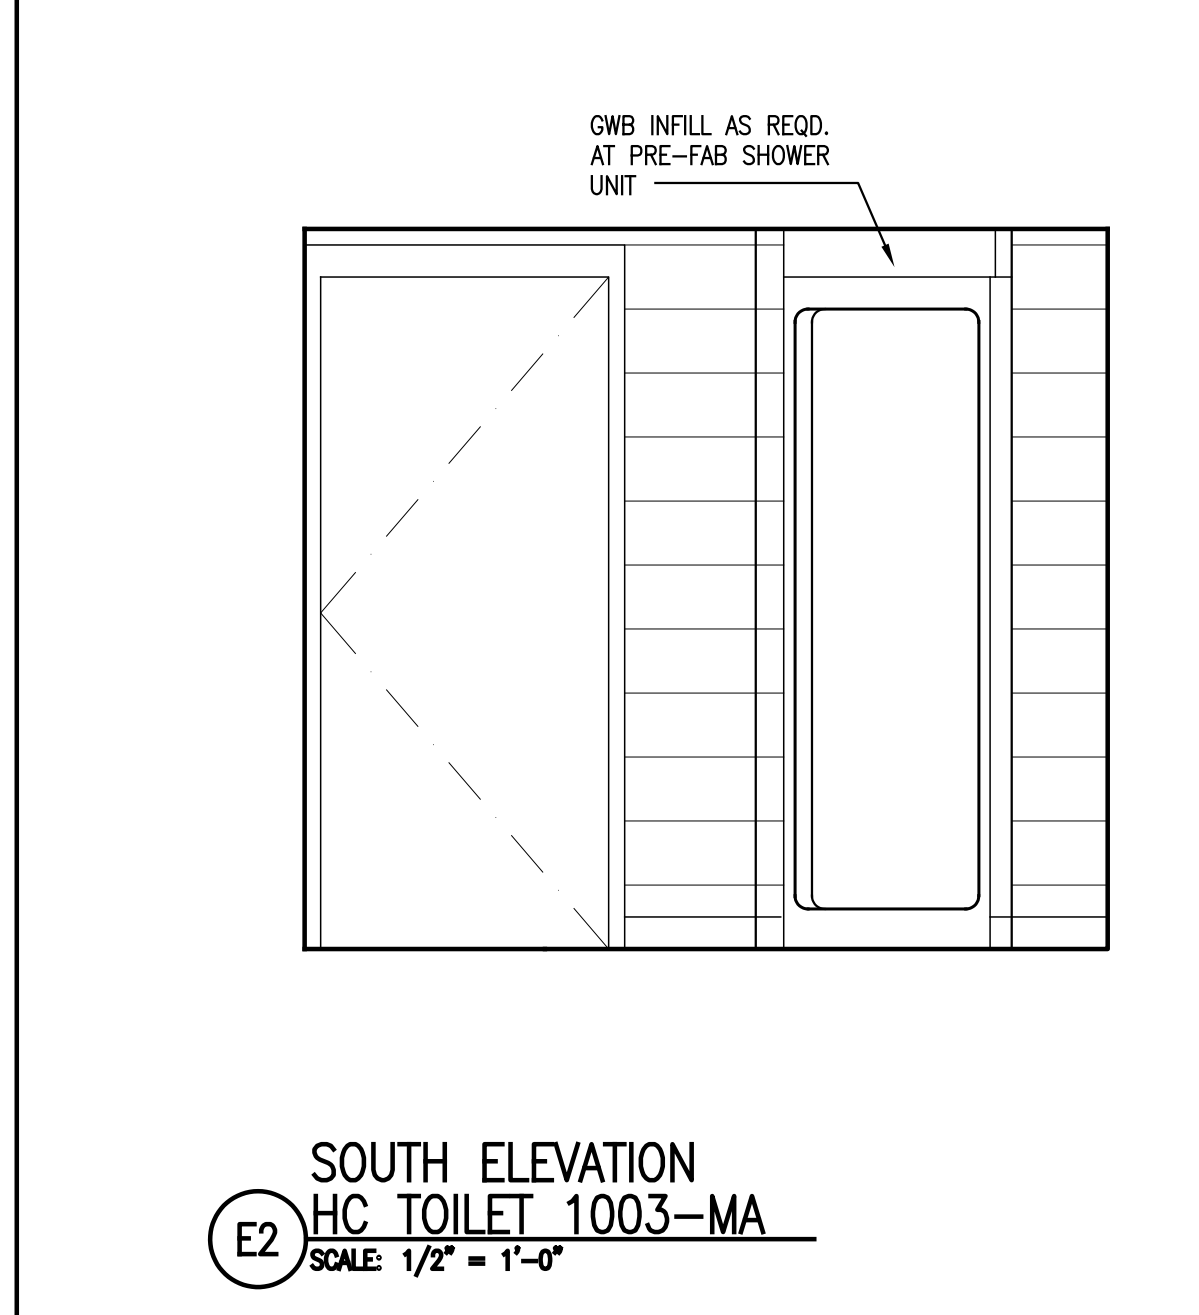 GWB INFILL AS REQD.
AT PRE-FAB SHOWER
UNIT
SOUTH ELEVATION
HC TOILET 1003-MA
E2
SCALE: 1/2" = 1'-0"